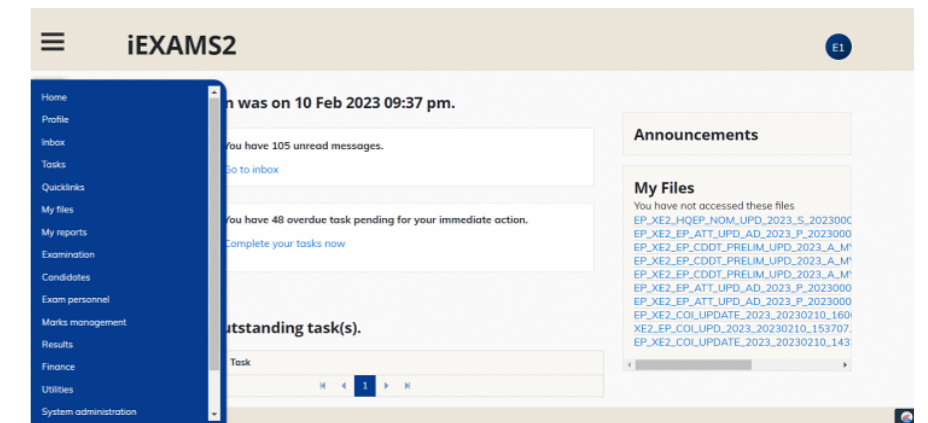 iEXAMS2
E1
Home
Profile
Inbox
Tasks
Quicklinks
My files
My reports
Examination
Candidates
Exam personnel
Marks management
Results
Finance
Utilities
System administration
was on 10 Feb 2023 09:37 pm.
You have 105 unread messages.
Go to inbox
You have 48 overdue task pending for your immediate action.
Complete your tasks now
utstanding task(s).
Task
1
Announcements
My Files
You have not accessed these files
EP_XE2_HQEP_NOM_UPD_2023_S_202300
EP_XE2_EP_ATT_UPD_AD_2023_P_2023000
EP_XE2_EP_CDDT_PRELIM_UPD_2023_A_M
EP_XE2_EP_CDDT_PRELIM_UPD_2023_A_M
EP_XE2_EP_CDDT_PRELIM_UPD_2023_A_M
EP_XE2_EP_ATT_UPD_AD_2023_P_2023000
EP_XE2_EP_ATT_UPD_AD_2023_P_2023000
EP_XE2_COI_UPDATE_2023_20230210_160
XE2_EP_COI_UPD_2023_20230210_153707.
EP_XE2_COI_UPDATE_2023_20230210_143